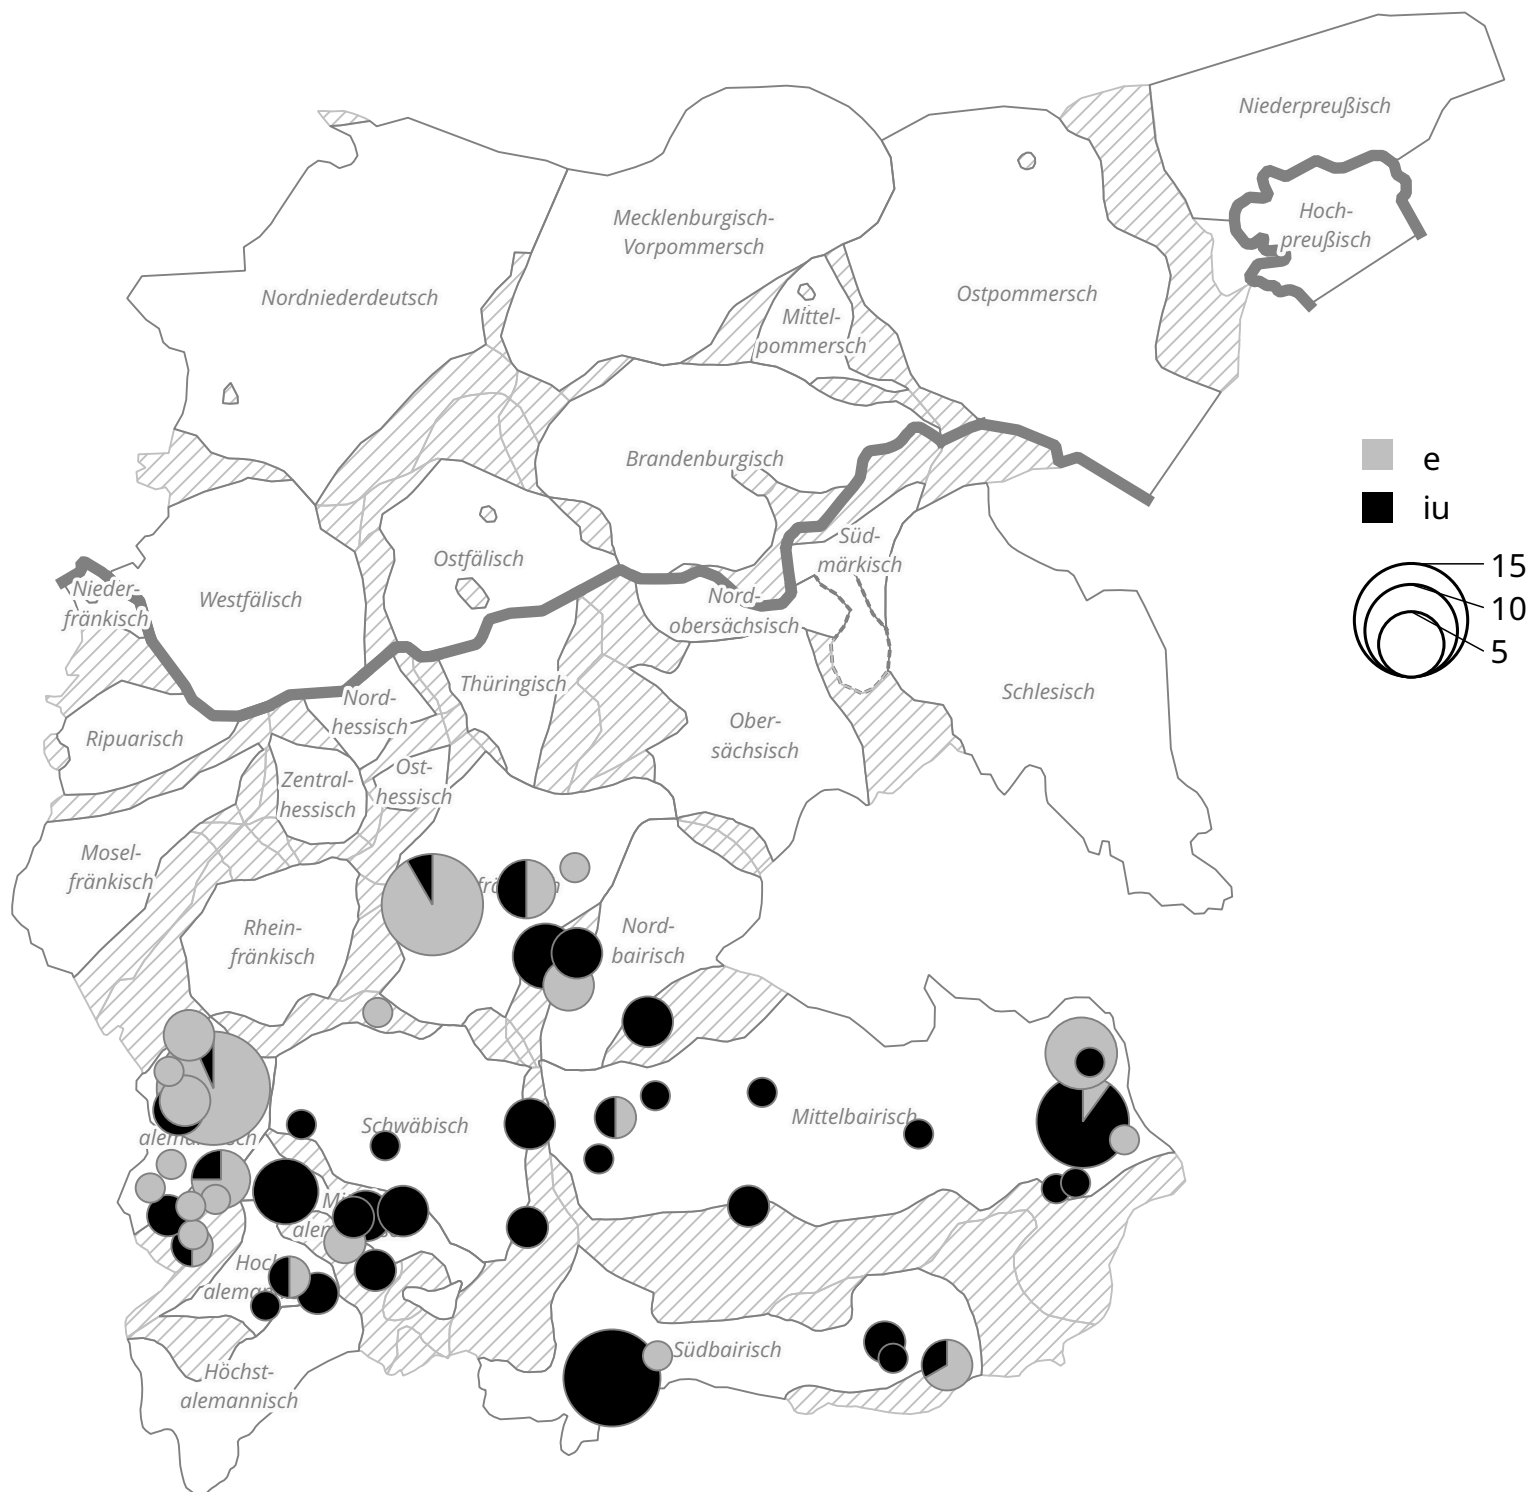 Niederpreußisch
Hoch-
preußisch
Mecklenburgisch-
Vorpommersch
Nordniederdeutsch
Ostpommersch
Mittel-
pommersch
Brandenburgisch
e
iu
Süd-
märkisch
Ostfälisch
15
10
5
Nieder-
fränkisch
Westfälisch
Nord-
obersächsisch
Thüringisch
Schlesisch
Nord-
hessisch
Ober-
sächsisch
Ripuarisch
Ost-
hessisch
Zentral-
hessisch
Mosel-
fränkisch
Rhein-
fränkisch
Nord-
bairisch
Schwäbisch
Mittelbairisch
Südbairisch
Höchst-
alemannisch